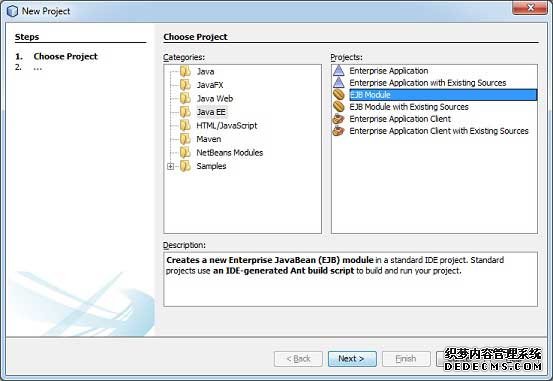 New Project
Steps
1. Choose Project
2. ...
Choose Project
Categories:
Java
JavaFX
Java Web
Java EE
HTML/JavaScript
Maven
NetBeans Modules
Samples
Projects:
Enterprise Application
Enterprise Application with Existing Sources
EJB Module
EJB Module with Existing Sources
Enterprise Application Client
Enterprise Application Client with Existing Sources
Description:
Creates a new Enterprise JavaBean (EJB) module in a standard IDE project. Standard
projects use an IDE-generated Ant build script to build and run your project.
< Back
Next >
Finish
织梦内容管理系统
DEDECMS.COM